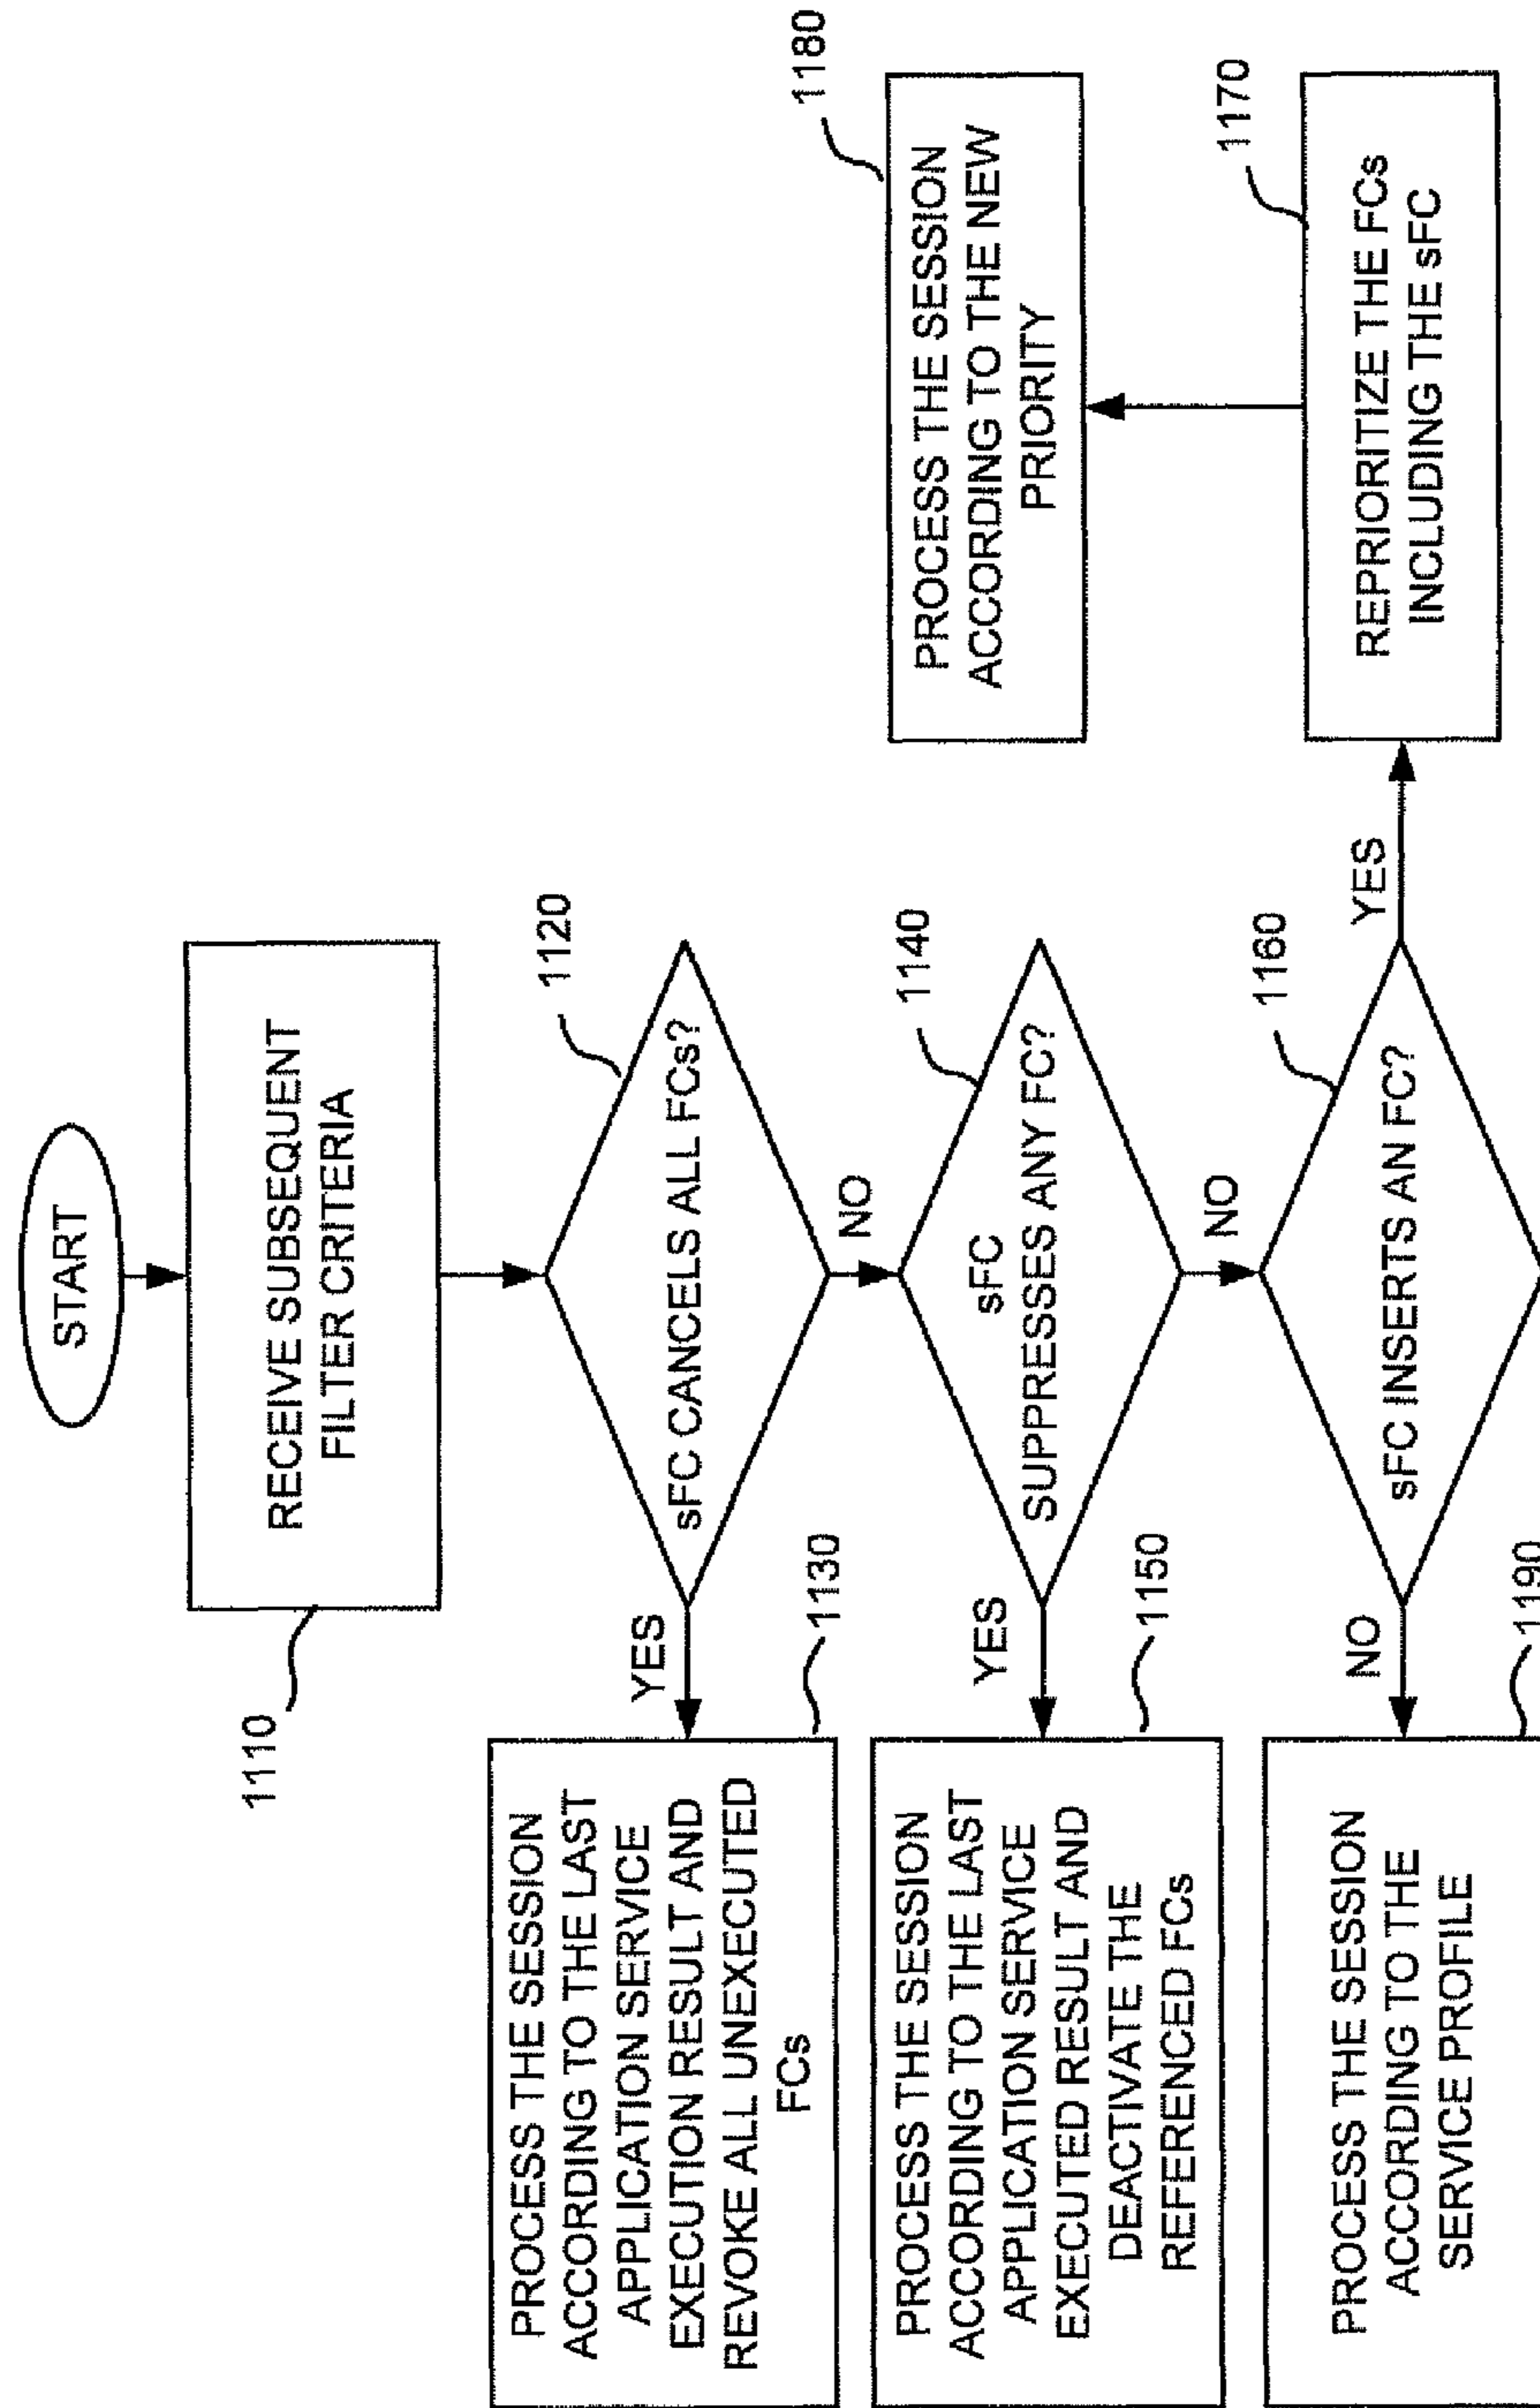 START
RECEIVE SUBSEQUENT
FILTER CRITERIA
1110
sFC CANCELS ALL FCs?
1120
YES
NO
PROCESS THE SESSION
ACCORDING TO THE LAST
APPLICATION SERVICE
EXECUTION RESULT AND
REVOKE ALL UNEXECUTED
FCs
1130
sFC
SUPPRESSES ANY FC?
1140
YES
NO
PROCESS THE SESSION
ACCORDING TO THE LAST
APPLICATION SERVICE
EXECUTED RESULT AND
DEACTIVATE THE
REFERENCED FCs
1150
sFC INSERTS AN FC?
1160
NO
YES
PROCESS THE SESSION
ACCORDING TO THE
SERVICE PROFILE
1190
REPRIORITIZE THE FCs
INCLUDING THE sFC
1170
PROCESS THE SESSION
ACCORDING TO THE NEW
PRIORITY
1180